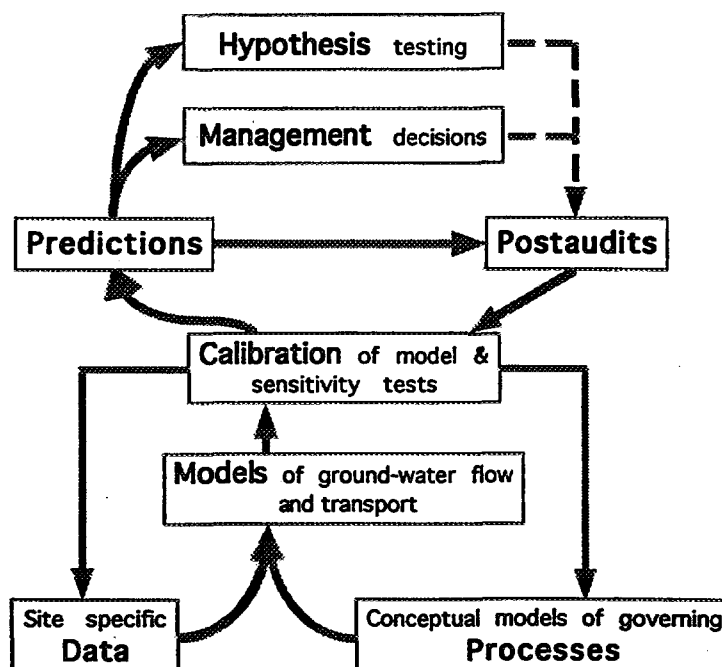 Hypothesis testing
Management decisions
Predictions
Postaudits
Calibration of model &
sensitivity tests
Models of ground-water flow
and transport
Site specific
Data
Conceptual models of governing
Processes